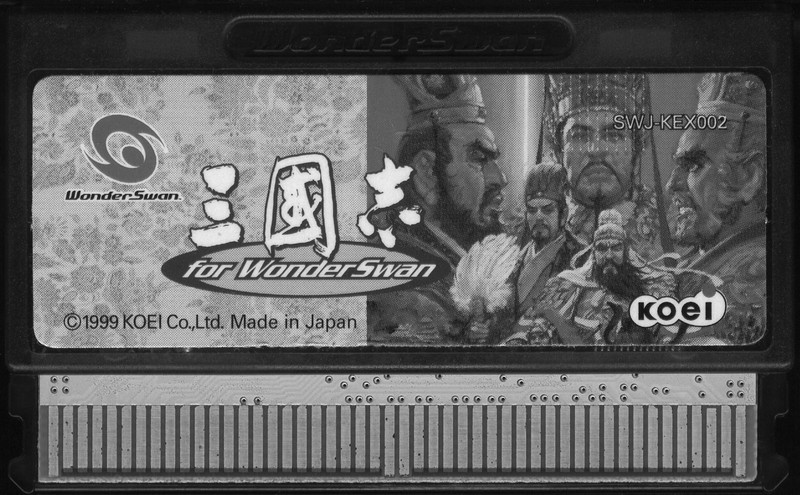 WonderSwan
SWJ-KEX002
WonderSwan
三國志
for WonderSwan
KOEI
©1999 KOEI Co.,Ltd. Made in Japan